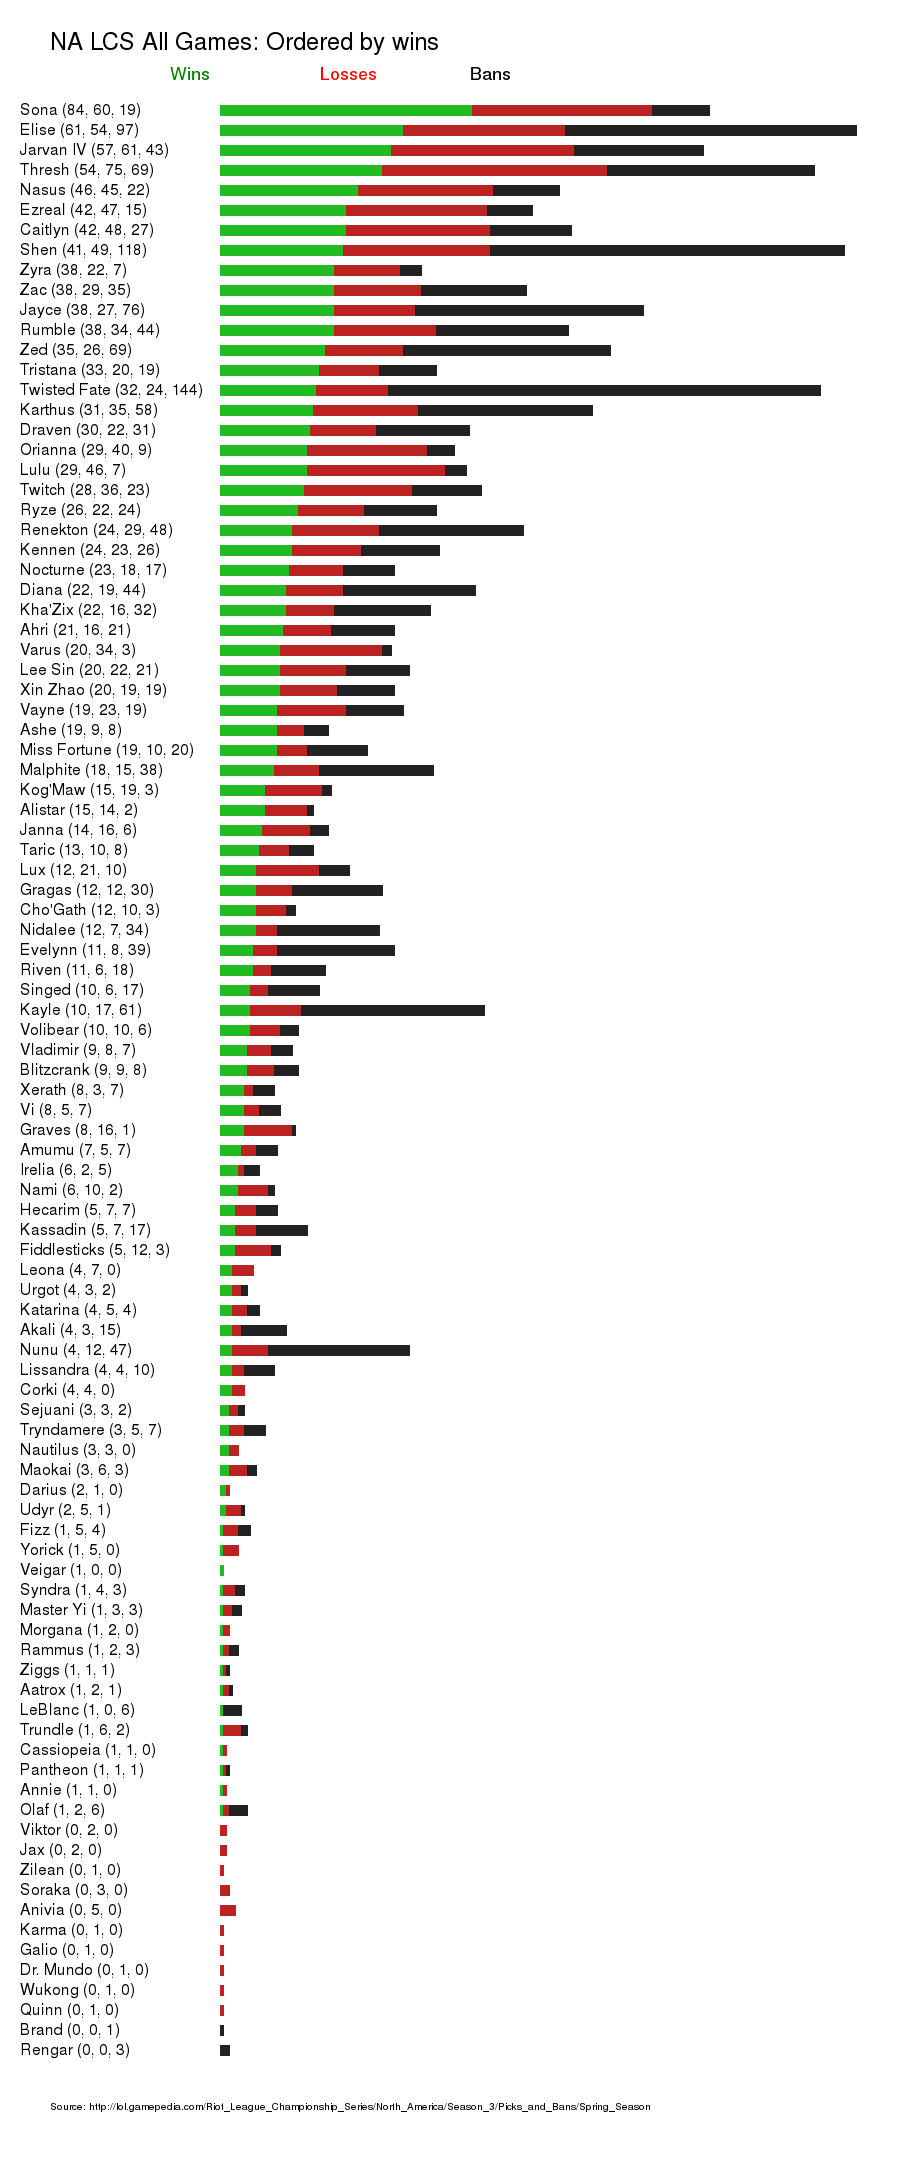 NA LCS All Games: Ordered by wins
Wins Losses Bans
Sona (84, 60, 19)
Elise (61, 54, 97)
Jarvan IV (57, 61, 43)
Thresh (54, 75, 69)
Nasus (46, 45, 22)
Ezreal (42, 47, 15)
Caitlyn (42, 48, 27)
Shen (41, 49, 118)
Zyra (38, 22, 7)
Zac (38, 29, 35)
Jayce (38, 27, 76)
Rumble (38, 34, 44)
Zed (35, 26, 69)
Tristana (33, 20, 19)
Twisted Fate (32, 24, 144)
Karthus (31, 35, 58)
Draven (30, 22, 31)
Orianna (29, 40, 9)
Lulu (29, 46, 7)
Twitch (28, 36, 23)
Ryze (26, 22, 24)
Renekton (24, 29, 48)
Kennen (24, 23, 26)
Nocturne (23, 18, 17)
Diana (22, 19, 44)
Kha'Zix (22, 16, 32)
Ahri (21, 16, 21)
Varus (20, 34, 3)
Lee Sin (20, 22, 21)
Xin Zhao (20, 19, 19)
Vayne (19, 23, 19)
Ashe (19, 9, 8)
Miss Fortune (19, 10, 20)
Malphite (18, 15, 38)
Kog'Maw (15, 19, 3)
Alistar (15, 14, 2)
Janna (14, 16, 6)
Taric (13, 10, 8)
Lux (12, 21, 10)
Gragas (12, 12, 30)
Cho'Gath (12, 10, 3)
Nidalee (12, 7, 34)
Evelynn (11, 8, 39)
Riven (11, 6, 18)
Singed (10, 6, 17)
Kayle (10, 17, 61)
Volibear (10, 10, 6)
Vladimir (9, 8, 7)
Blitzcrank (9, 9, 8)
Xerath (8, 3, 7)
Vi (8, 5, 7)
Graves (8, 16, 1)
Amumu (7, 5, 7)
Irelia (6, 2, 5)
Nami (6, 10, 2)
Hecarim (5, 7, 7)
Kassadin (5, 7, 17)
Fiddlesticks (5, 12, 3)
Leona (4, 7, 0)
Urgot (4, 3, 2)
Katarina (4, 5, 4)
Akali (4, 3, 15)
Nunu (4, 12, 47)
Lissandra (4, 4, 10)
Corki (4, 4, 0)
Sejuani (3, 3, 2)
Tryndamere (3, 5, 7)
Nautilus (3, 3, 0)
Maokai (3, 6, 3)
Darius (2, 1, 0)
Udyr (2, 5, 1)
Fizz (1, 5, 4)
Yorick (1, 5, 0)
Veigar (1, 0, 0)
Syndra (1, 4, 3)
Master Yi (1, 3, 3)
Morgana (1, 2, 0)
Rammus (1, 2, 3)
Ziggs (1, 1, 1)
Aatrox (1, 2, 1)
LeBlanc (1, 0, 6)
Trundle (1, 6, 2)
Cassiopeia (1, 1, 0)
Pantheon (1, 1, 1)
Annie (1, 1, 0)
Olaf (1, 2, 6)
Viktor (0, 2, 0)
Jax (0, 2, 0)
Zilean (0, 1, 0)
Soraka (0, 3, 0)
Anivia (0, 5, 0)
Karma (0, 1, 0)
Galio (0, 1, 0)
Dr. Mundo (0, 1, 0)
Wukong (0, 1, 0)
Quinn (0, 1, 0)
Brand (0, 0, 1)
Rengar (0, 0, 3)
Source: http://lol.gamepedia.com/Riot_League_Championship_Series/North_America/Season_3/Picks_and_Bans/Spring_Season